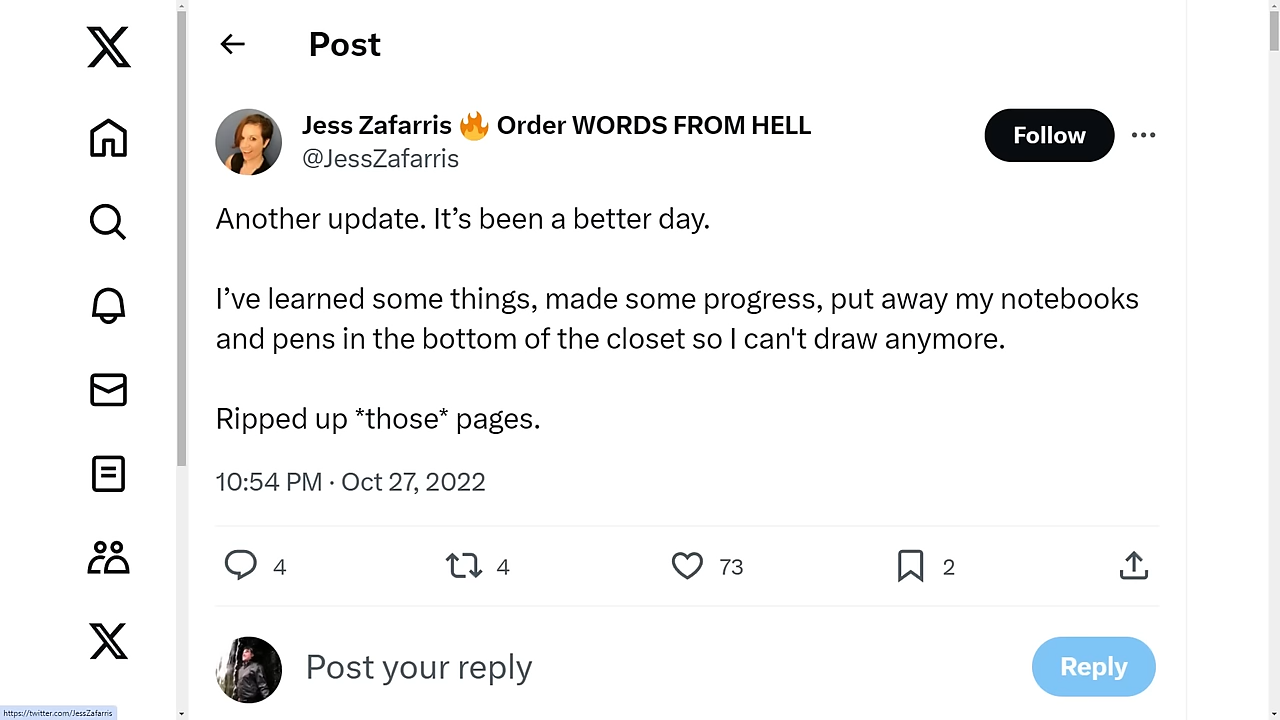 Post
Jess Zafarris 🔥 Order WORDS FROM HELL
@JessZafarris
Follow
Another update. It’s been a better day.
I’ve learned some things, made some progress, put away my notebooks
and pens in the bottom of the closet so I can't draw anymore.
Ripped up *those* pages.
10:54 PM · Oct 27, 2022
4
4
73
2
Post your reply
Reply
https://twitter.com/JessZafarris